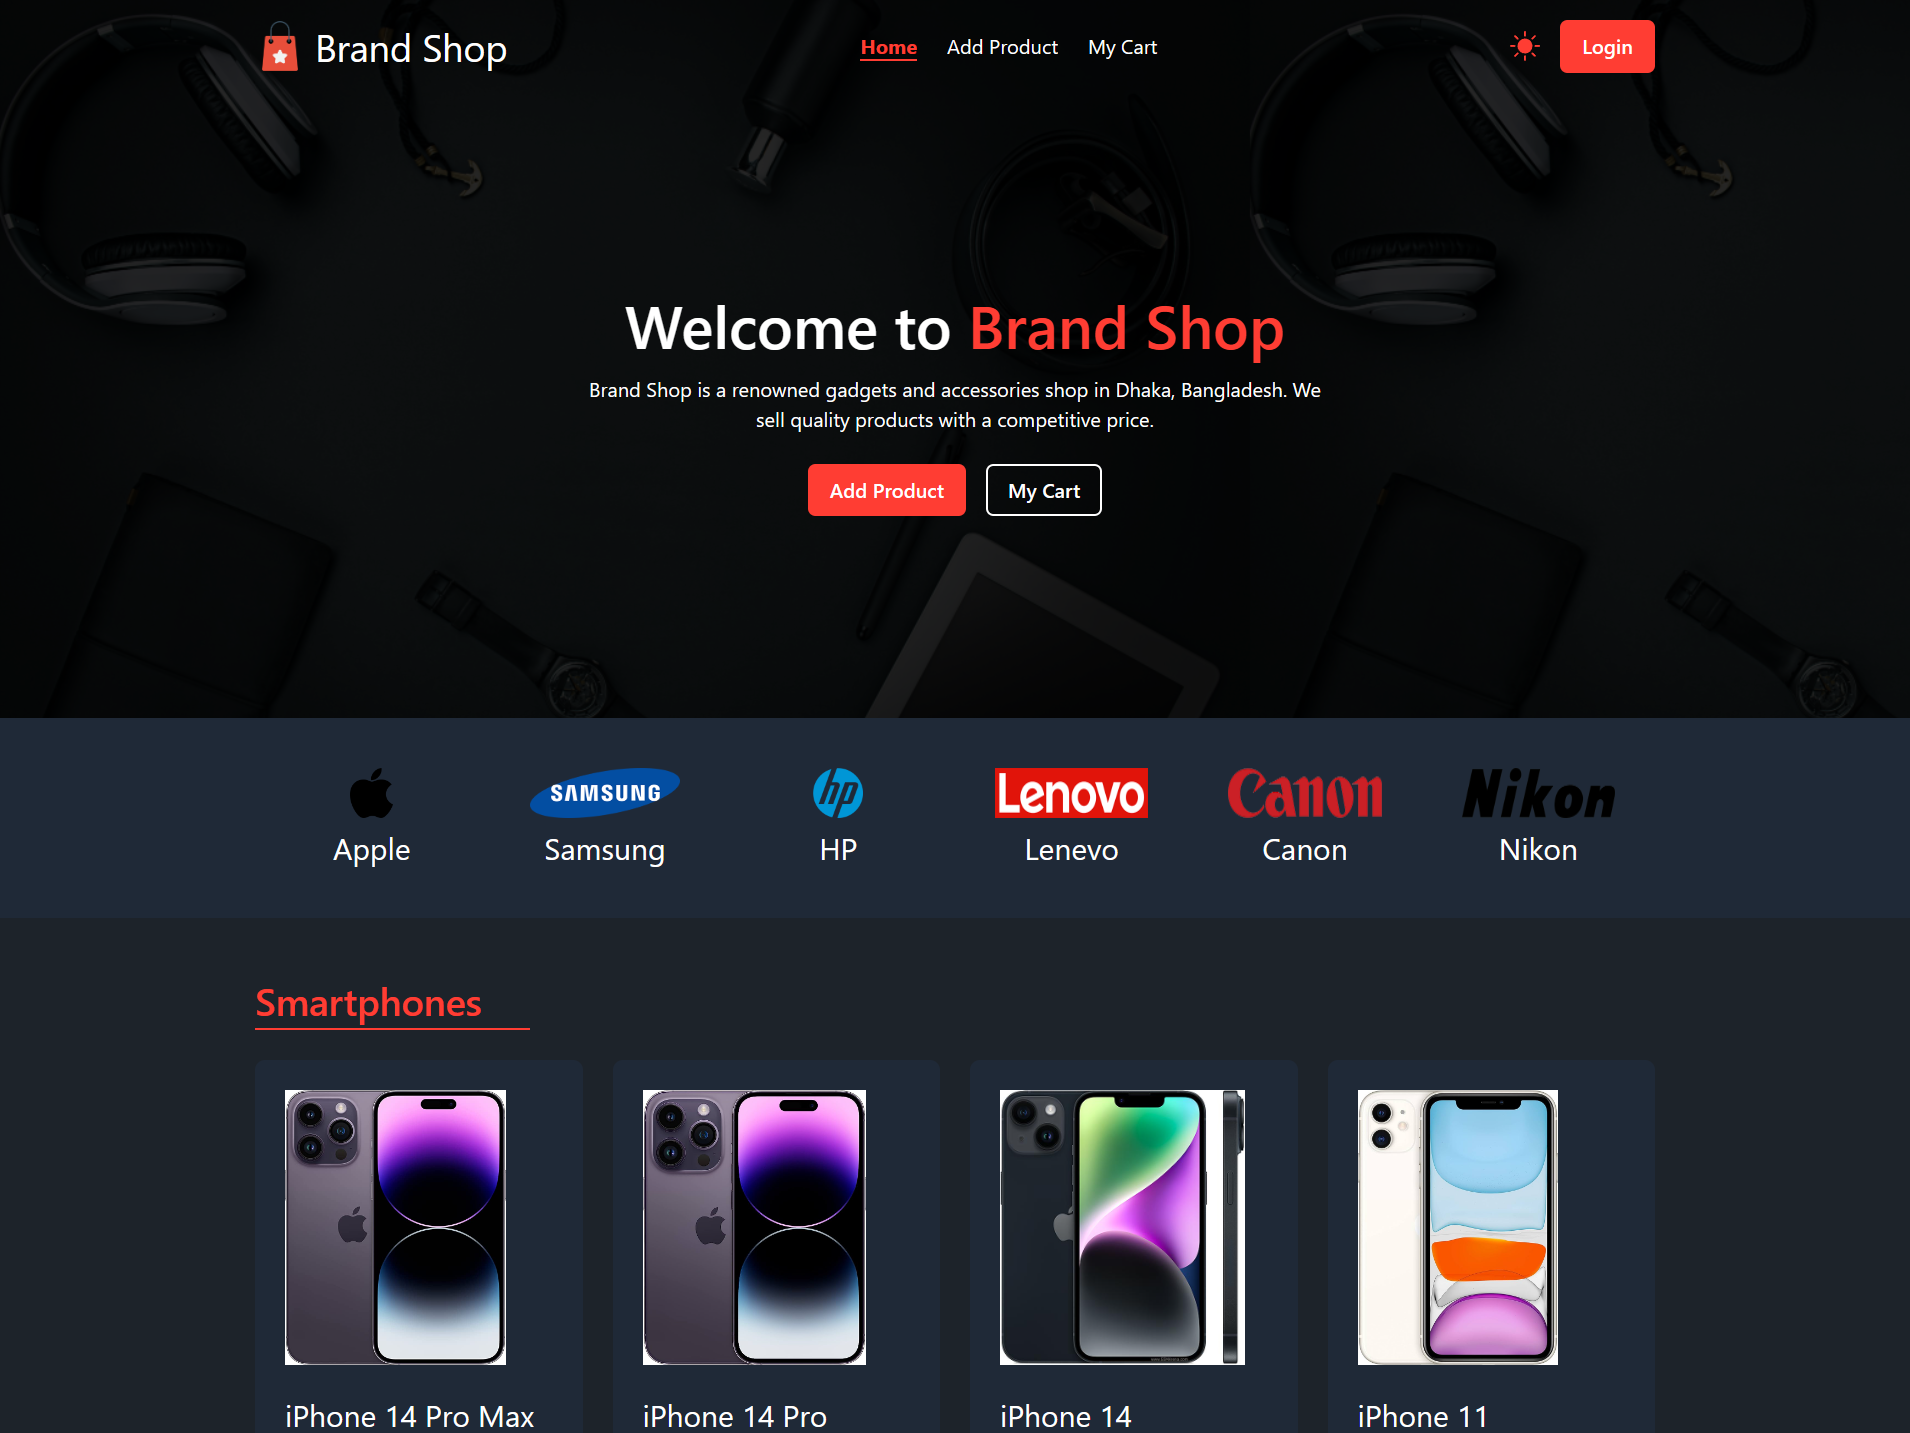 Brand Shop
Home Add Product My Cart
Login
Welcome to Brand Shop
Brand Shop is a renowned gadgets and accessories shop in Dhaka, Bangladesh. We
sell quality products with a competitive price.
Add Product My Cart
SAMSUNG hp Lenovo Canon Nikon
Apple Samsung HP Lenevo Canon Nikon
Smartphones
iPhone 14 Pro Max iPhone 14 Pro iPhone 14 iPhone 11